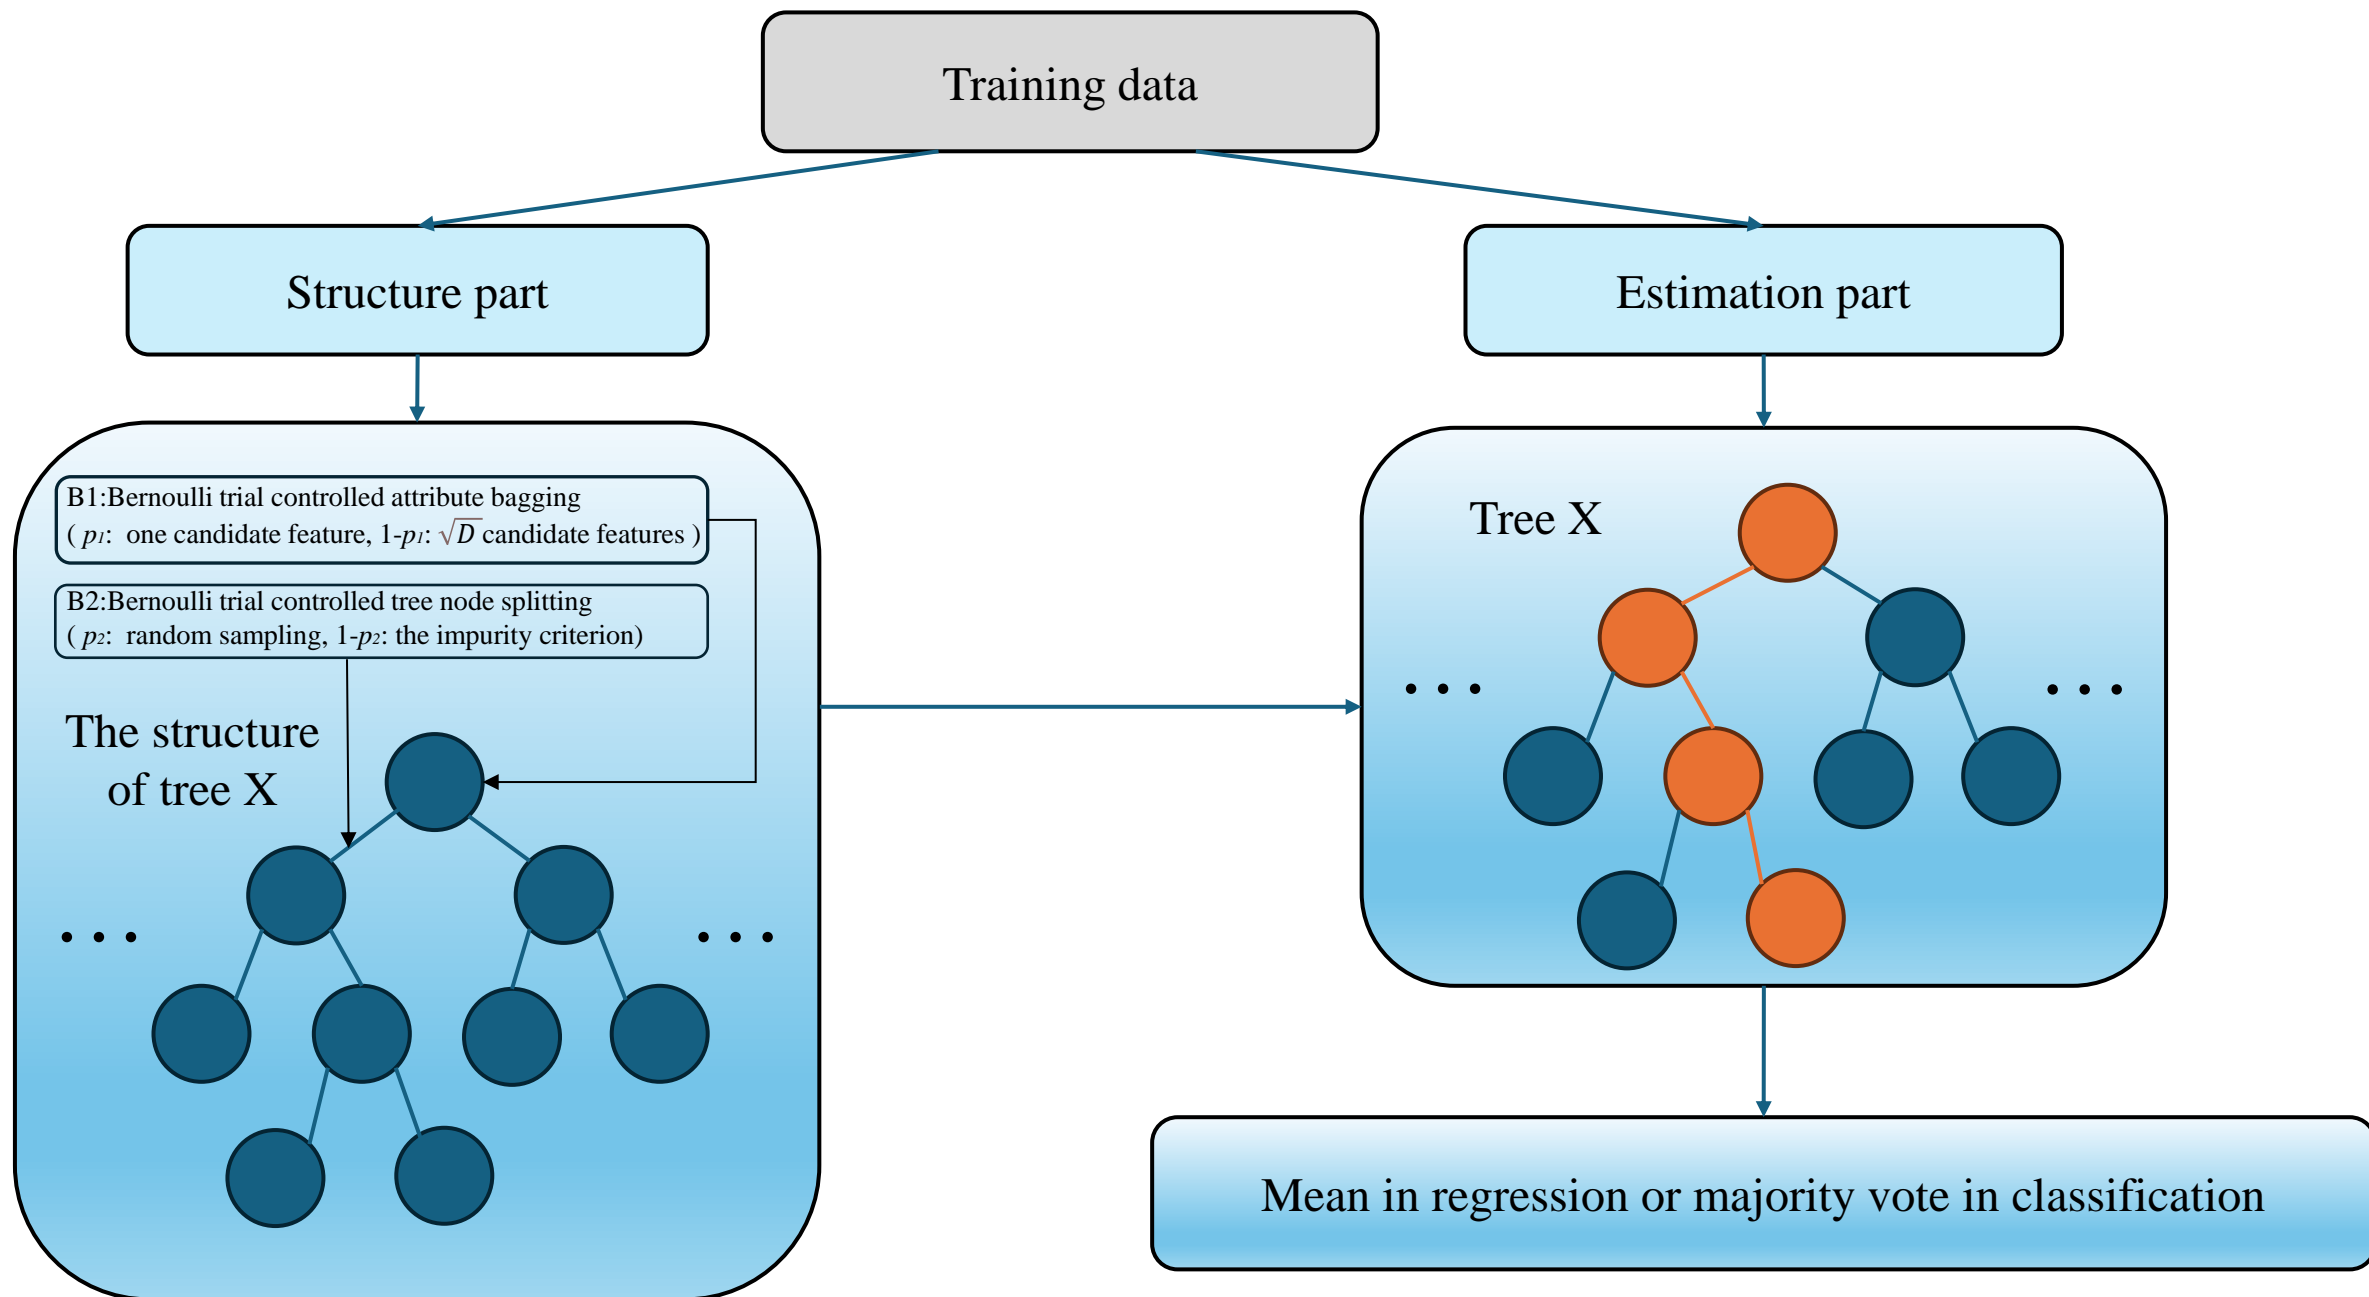 Training data
Structure part
Estimation part
B1:Bernoulli trial controlled attribute bagging
( p₁: one candidate feature, 1-p₁: √D candidate features )
B2:Bernoulli trial controlled tree node splitting
( p₂: random sampling, 1-p₂: the impurity criterion)
The structure
of tree X
. . .
. . .
Tree X
. . .
. . .
Mean in regression or majority vote in classification